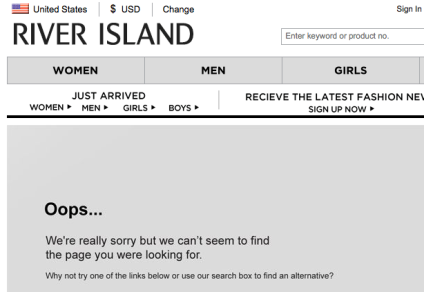 United States $ USD Change Sign In
RIVER ISLAND
Enter keyword or product no.
WOMEN MEN GIRLS
JUST ARRIVED RECIEVE THE LATEST FASHION NEW
WOMEN MEN GIRLS BOYS SIGN UP NOW
Oops...
We're really sorry but we can't seem to find
the page you were looking for.
Why not try one of the links below or use our search box to find an alternative?